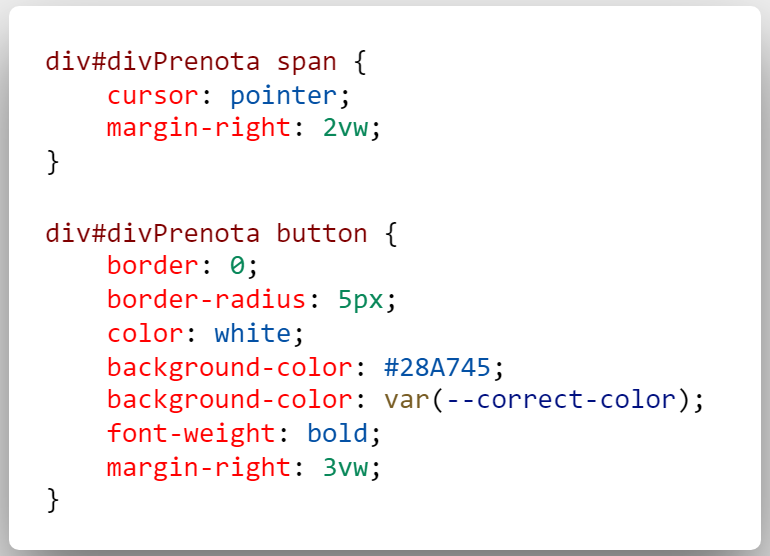 div#divPrenota span {
    cursor: pointer;
    margin-right: 2vw;
}

div#divPrenota button {
    border: 0;
    border-radius: 5px;
    color: white;
    background-color: #28A745;
    background-color: var(--correct-color);
    font-weight: bold;
    margin-right: 3vw;
}